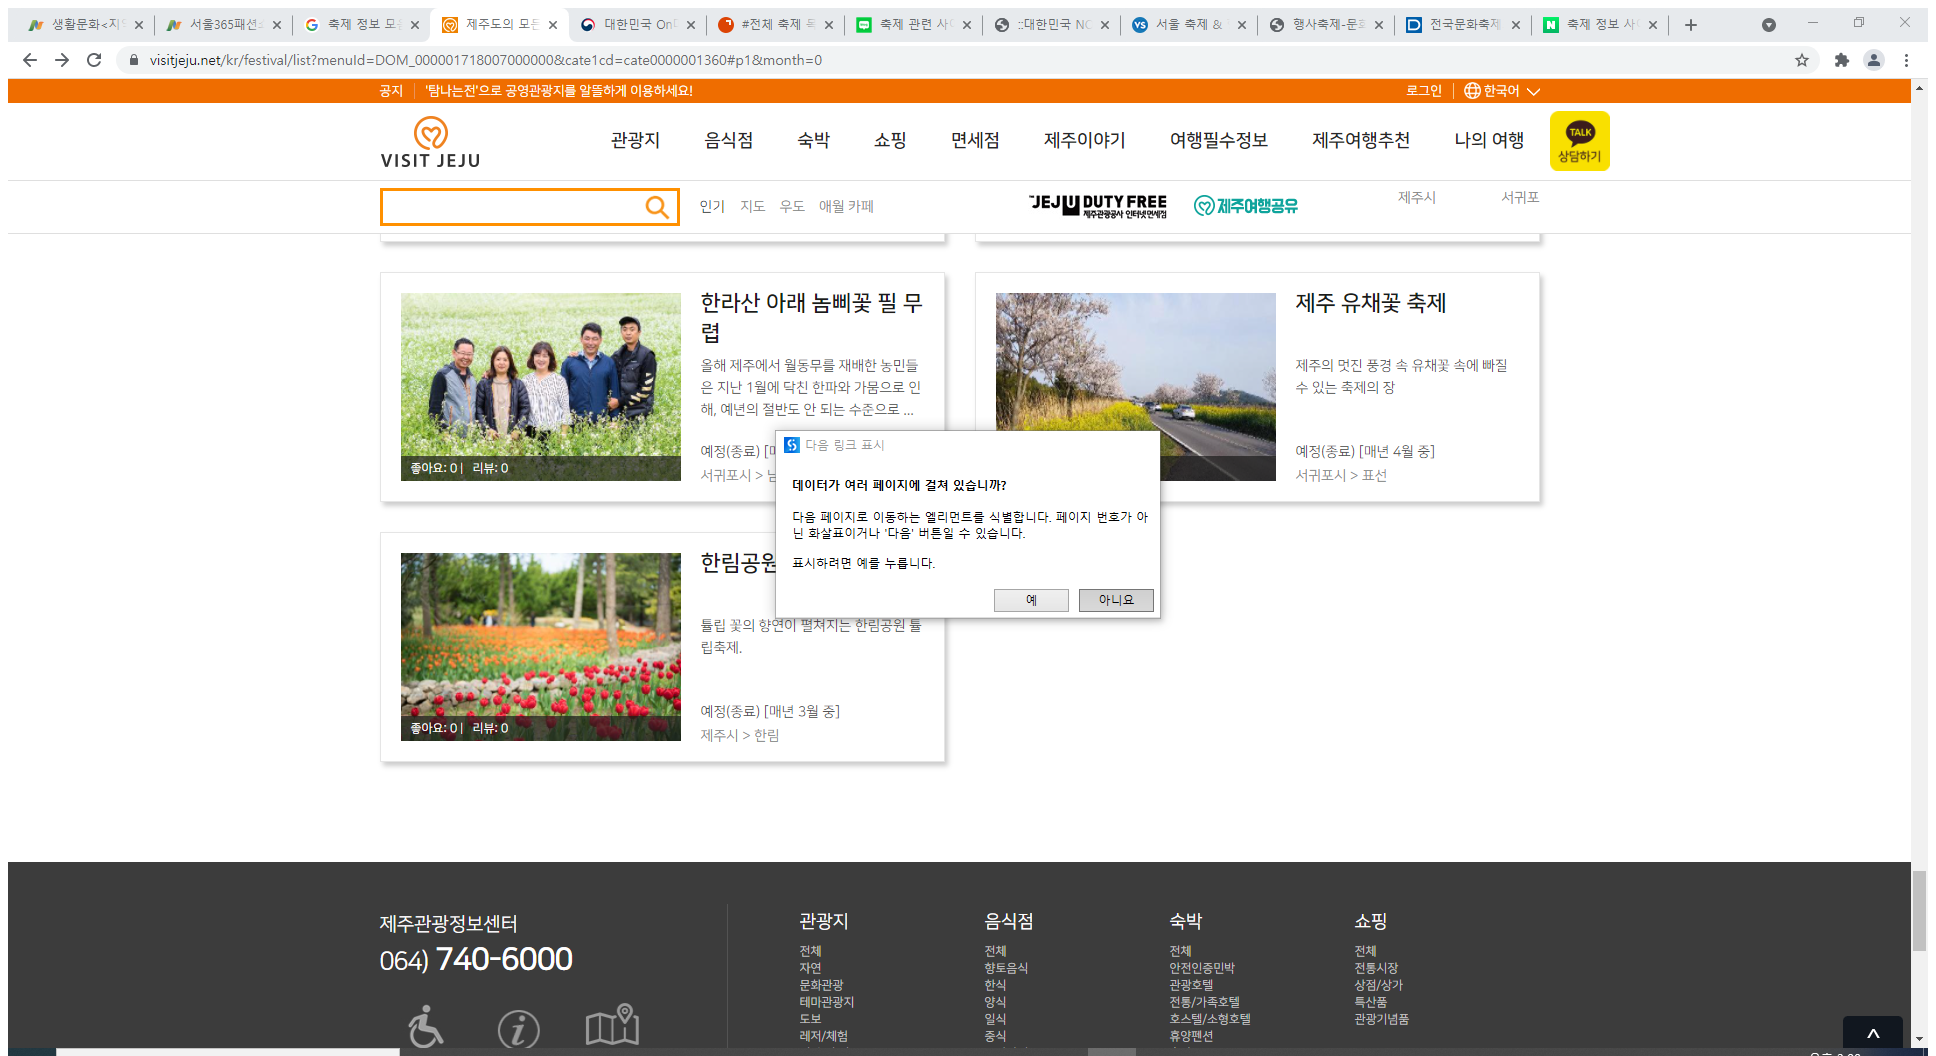 생활문화<지역
서울365패션쇼
축제 정보 모음
제주도의 모든
대한민국 On
#전체 축제 목
축제 관련 사이
::대한민국 NO
서울 축제 &
행사축제-문화
전국문화축제
축제 정보 사이
visitjeju.net/kr/festival/list?menuId=DOM_000001718007000000&cate1cd=cate0000001360#p1&month=0
공지 '탐나는전'으로 공영관광지를 알뜰하게 이용하세요!
로그인 한국어
VISIT JEJU
관광지 음식점 숙박 쇼핑 면세점 제주이야기 여행필수정보 제주여행추천 나의 여행
TALK
상담하기
인기 지도 우도 애월 카페
JEJU DUTY FREE
제주관광공사 인터넷면세점
제주여행공유
제주시 서귀포
한라산 아래 놈삐꽃 필 무
렵
올해 제주에서 월동무를 재배한 농민들
은 지난 1월에 닥친 한파와 가뭄으로 인
해, 예년의 절반도 안 되는 수준으로 ...
예정(종료) [매
서귀포시 > 남
좋아요: 0 | 리뷰: 0
제주 유채꽃 축제
제주의 멋진 풍경 속 유채꽃 속에 빠질
수 있는 축제의 장
예정(종료) [매년 4월 중]
서귀포시 > 표선
다음 링크 표시
데이터가 여러 페이지에 걸쳐 있습니까?
다음 페이지로 이동하는 엘리먼트를 식별합니다. 페이지 번호가 아
닌 화살표이거나 '다음' 버튼일 수 있습니다.
표시하려면 예를 누릅니다.
예 아니요
한림공원
튤립 꽃의 향연이 펼쳐지는 한림공원 튤
립축제.
예정(종료) [매년 3월 중]
제주시 > 한림
좋아요: 0 | 리뷰: 0
제주관광정보센터
064) 740-6000
관광지
전체
자연
문화관광
테마관광지
도보
레저/체험
음식점
전체
향토음식
한식
양식
일식
중식
숙박
전체
안전인증민박
관광호텔
전통/가족호텔
호스텔/소형호텔
휴양펜션
쇼핑
전체
전통시장
상점/상가
특산품
관광기념품